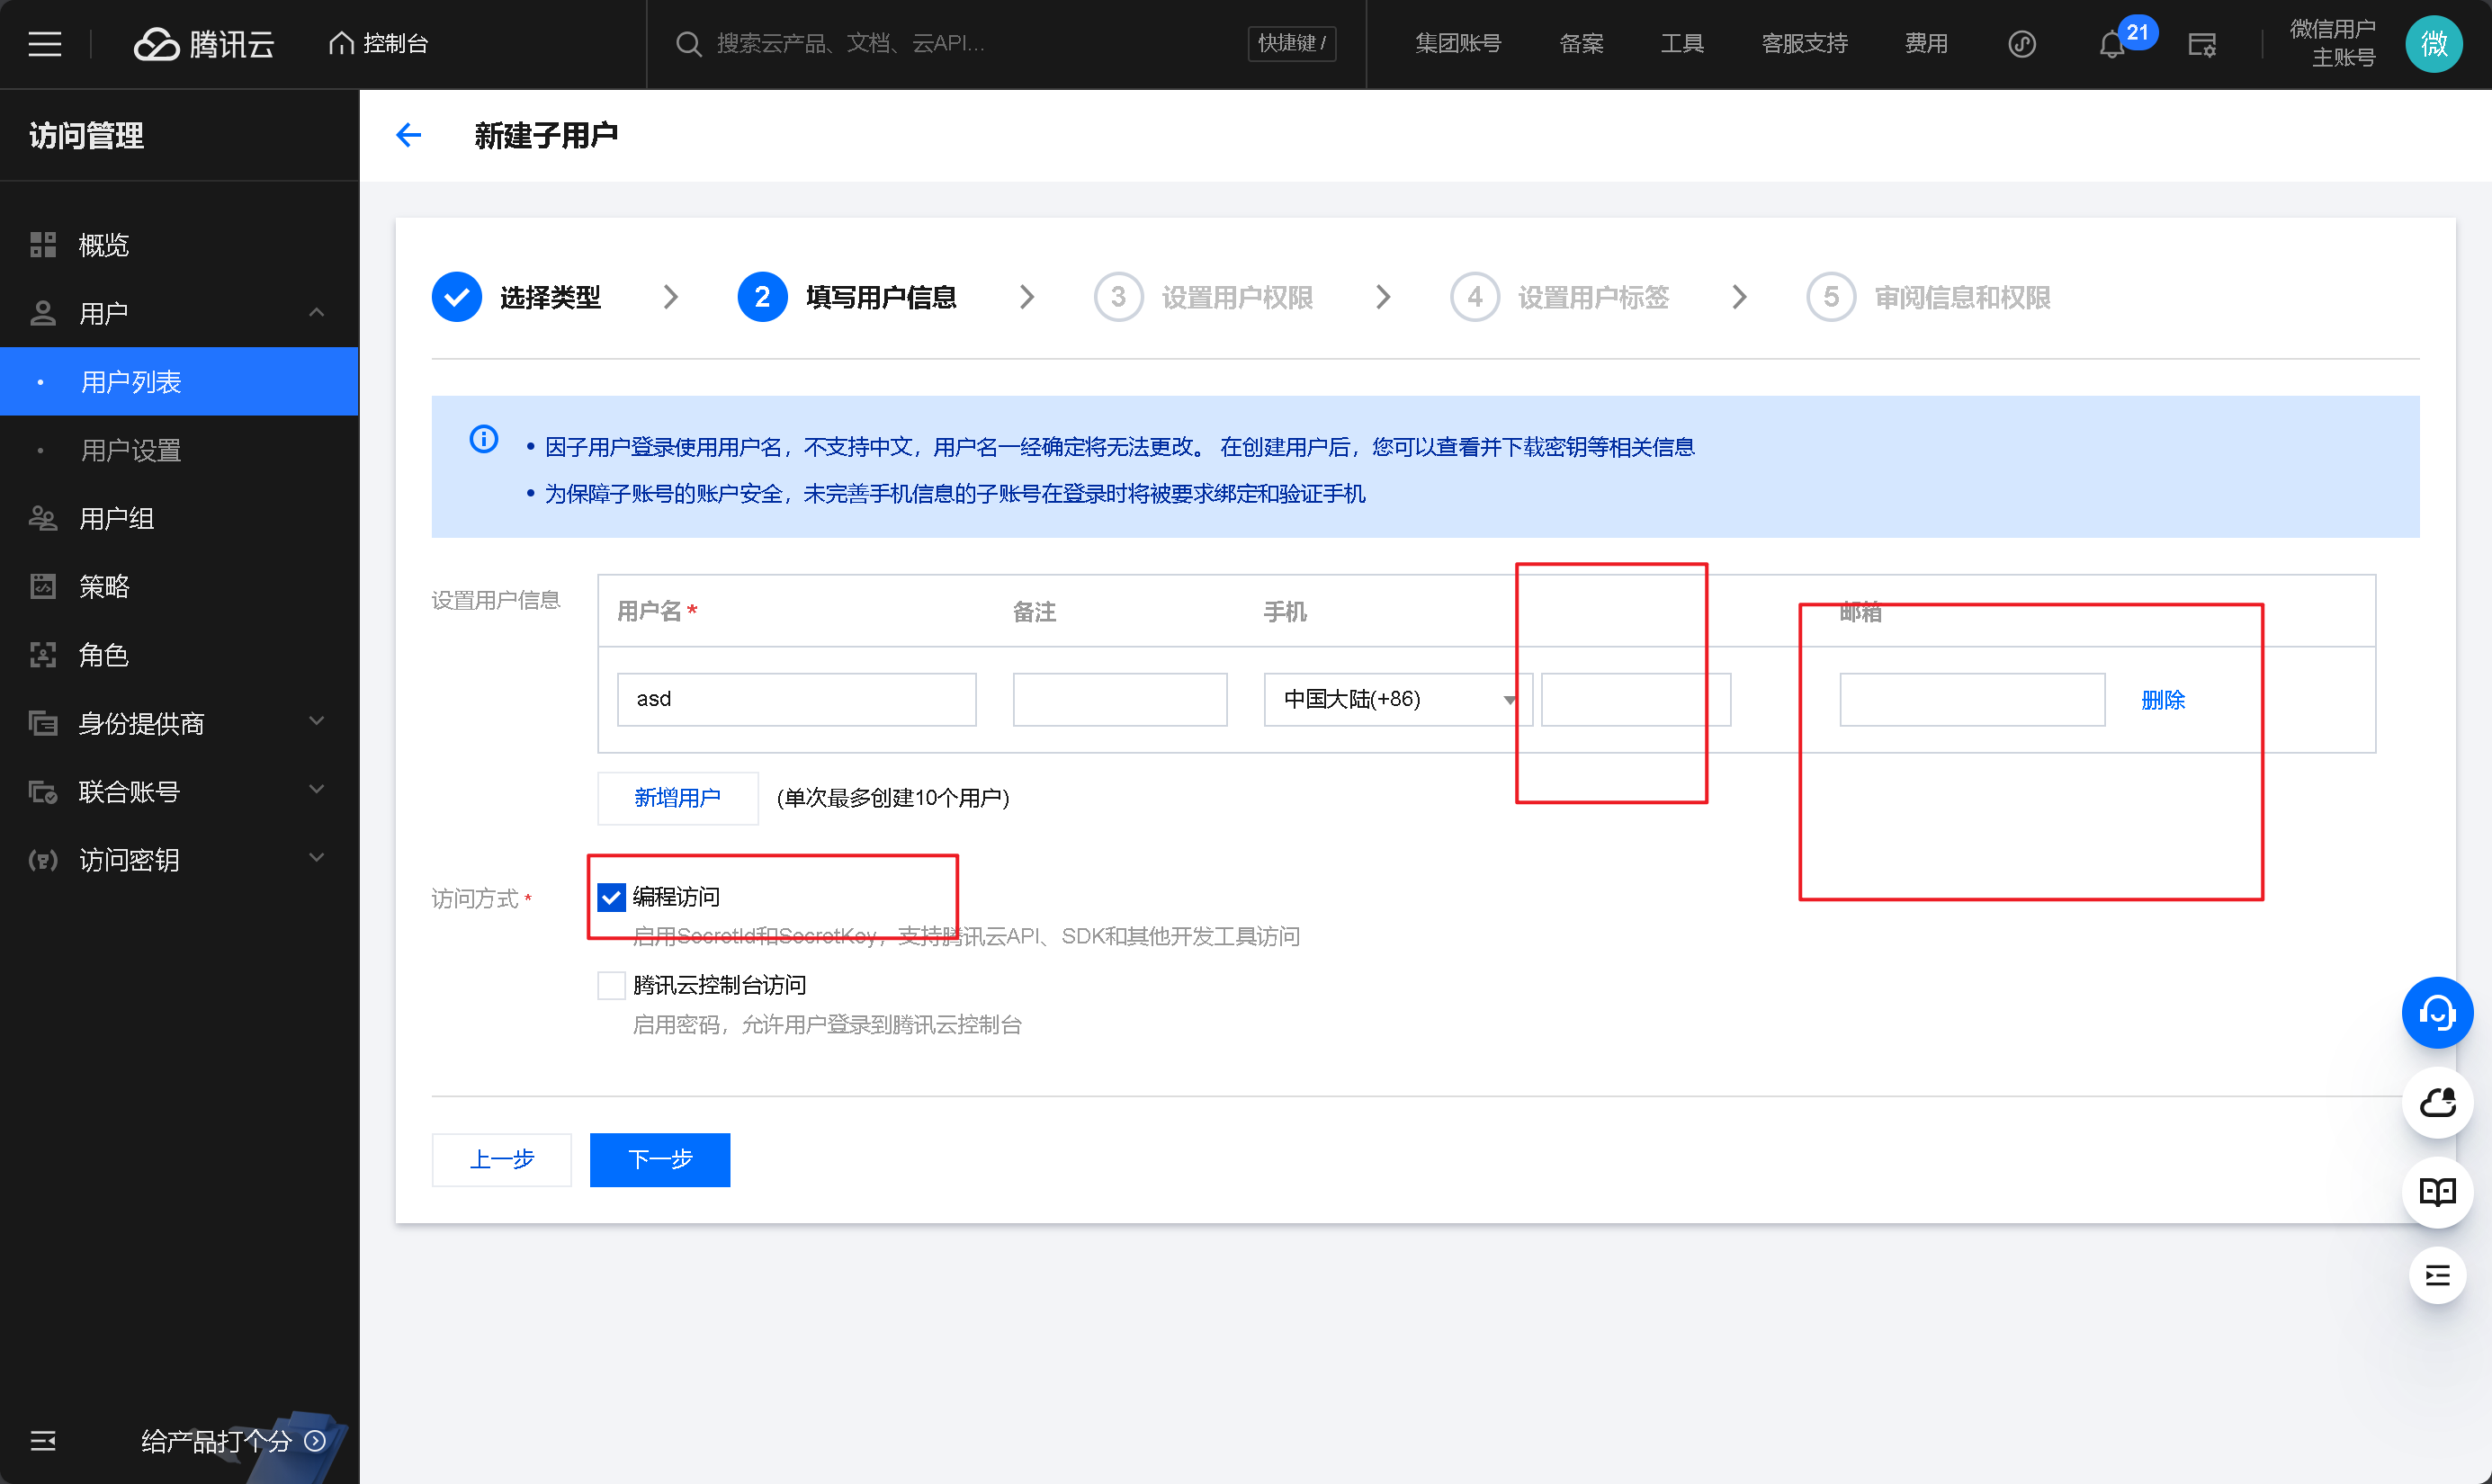 腾讯云
控制台
搜索云产品、文档、云API...
快捷键 /
集团账号
备案
工具
客服支持
费用
21
微信用户
主账号
微
访问管理
概览
用户
用户列表
用户设置
用户组
策略
角色
身份提供商
联合账号
访问密钥
给产品打个分
新建子用户
选择类型
2 填写用户信息
3 设置用户权限
4 设置用户标签
5 审阅信息和权限
• 因子用户登录使用用户名，不支持中文，用户名一经确定将无法更改。 在创建用户后，您可以查看并下载密钥等相关信息
• 为保障子账号的账户安全，未完善手机信息的子账号在登录时将被要求绑定和验证手机
设置用户信息
用户名 * 备注 手机 邮箱
asd 中国大陆(+86) 删除
新增用户 (单次最多创建10个用户)
访问方式 * 编程访问
启用SecretId和SecretKey，支持腾讯云API、SDK和其他开发工具访问
腾讯云控制台访问
启用密码，允许用户登录到腾讯云控制台
上一步 下一步